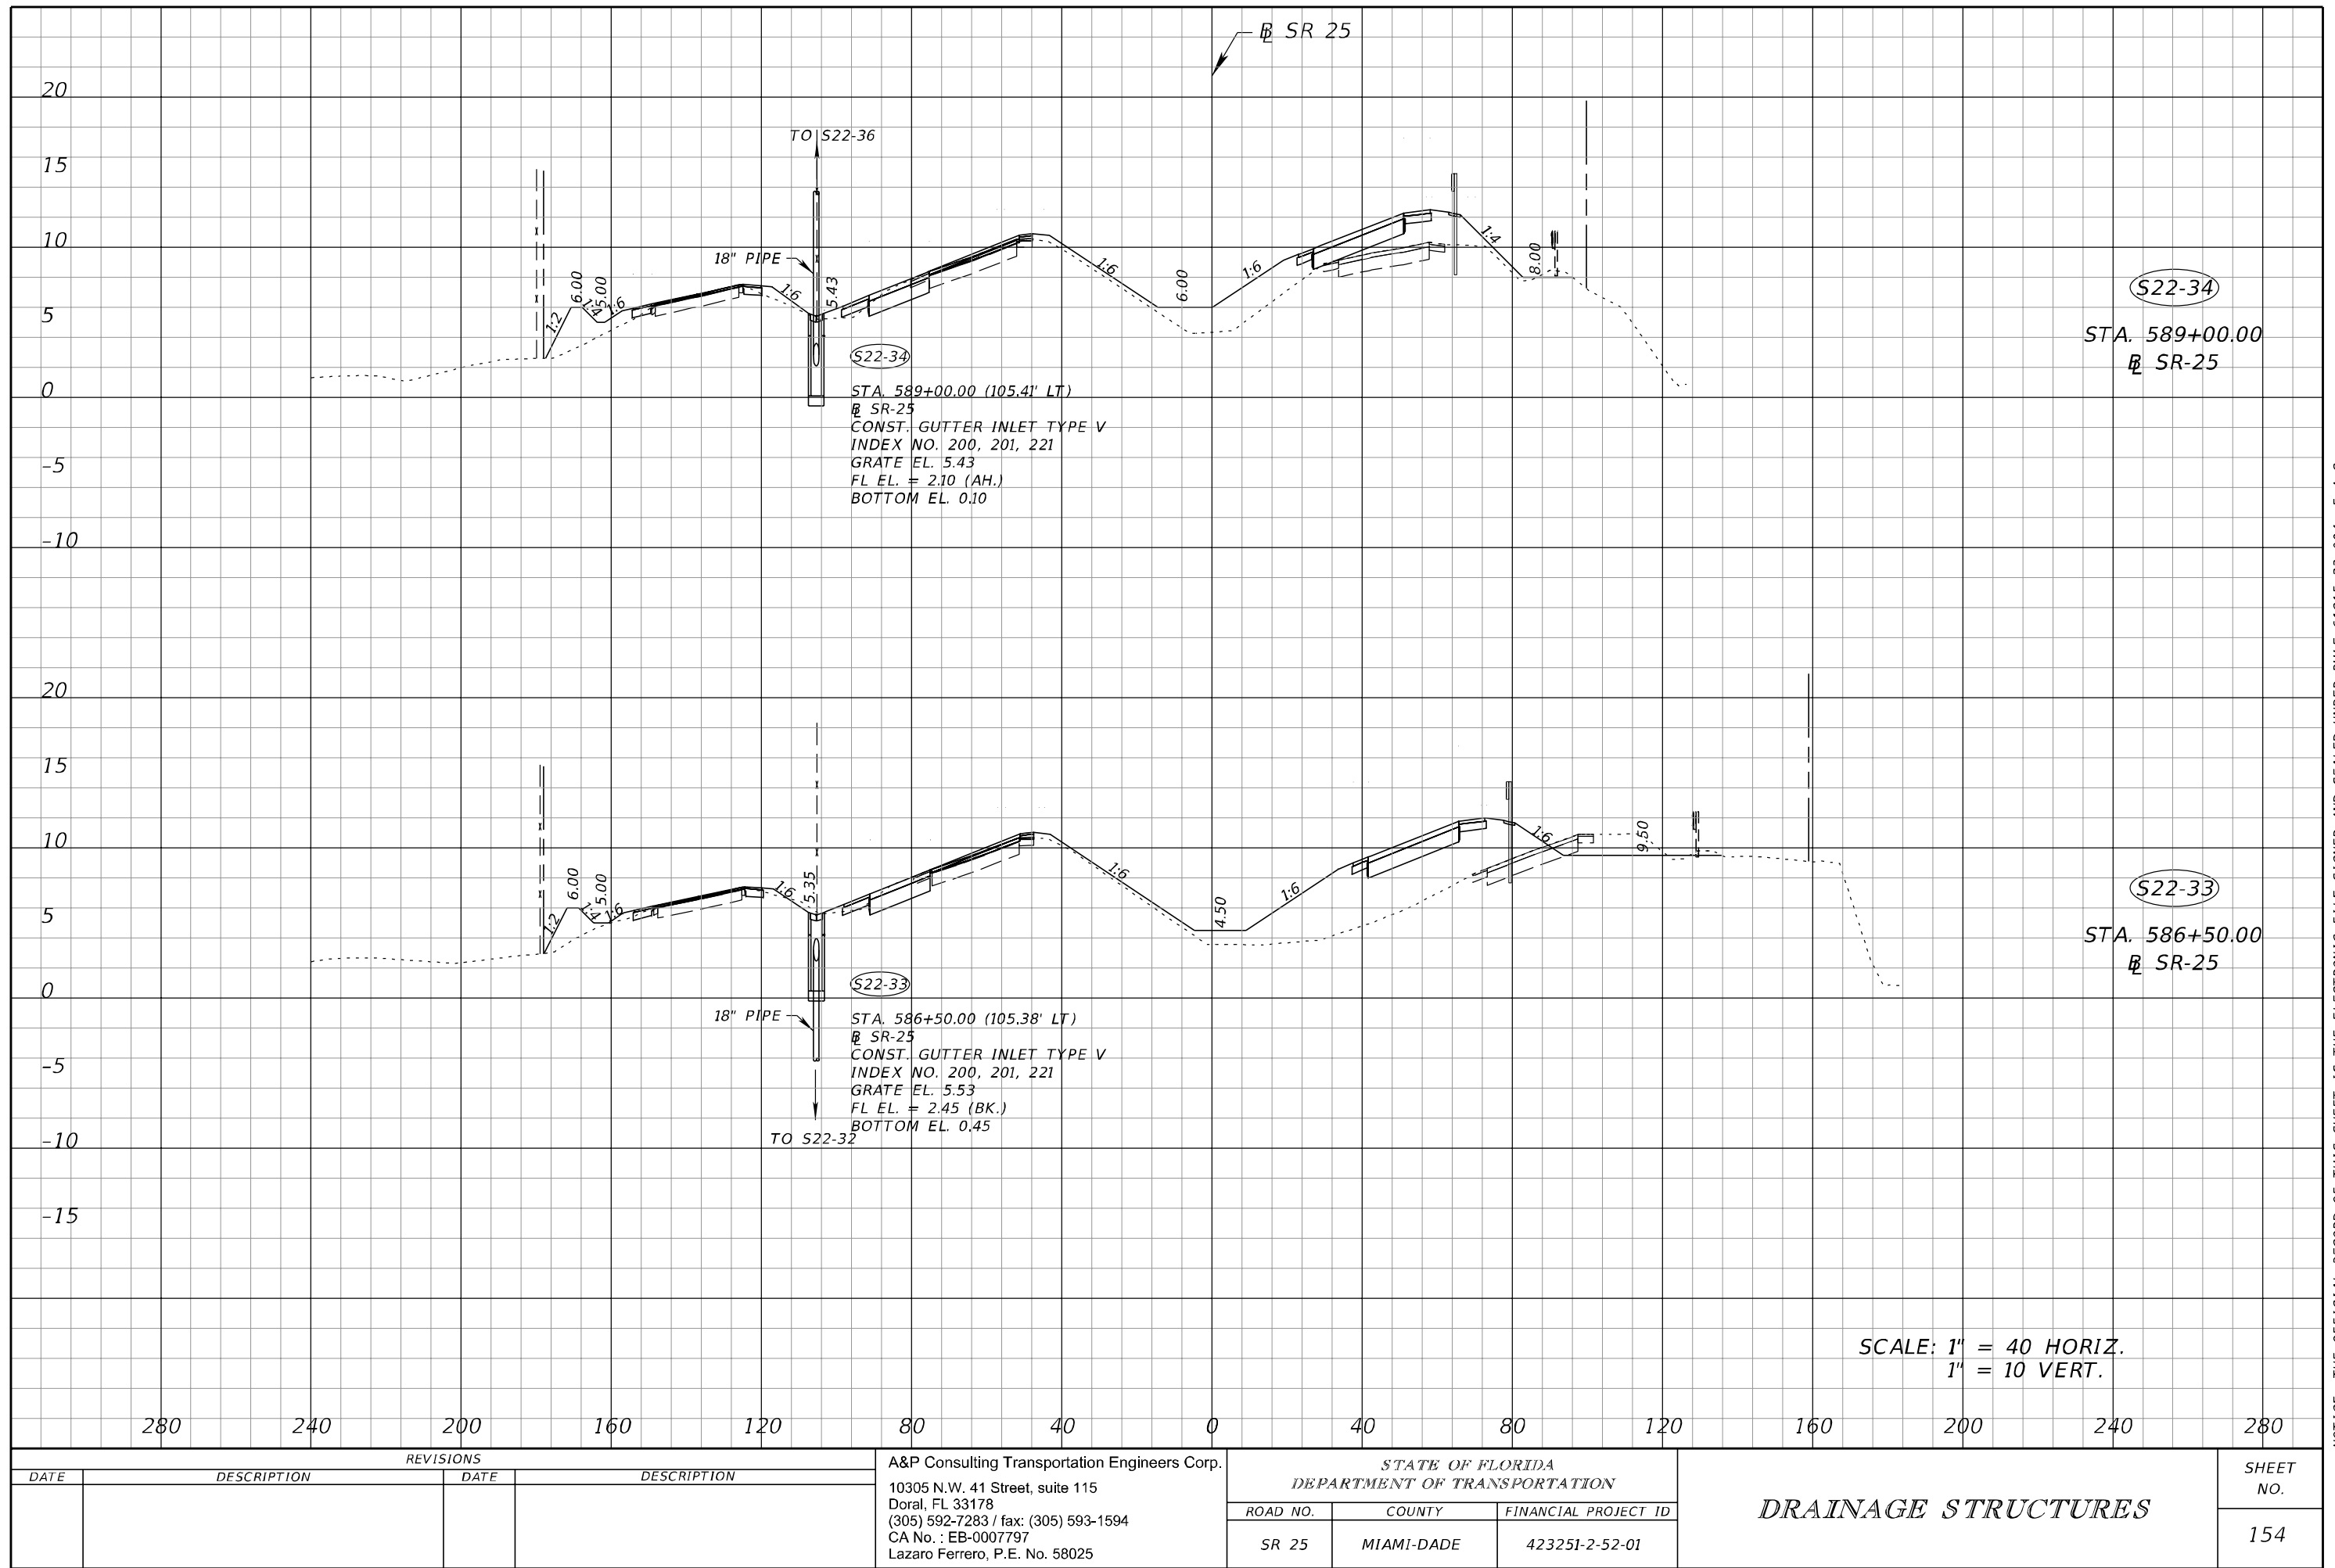 BL SR 25
20
15
10
5
0
-5
-10
TO S22-36
18" PIPE
1:2
6.00
1:4
5.00
1:6
1:6
5.43
1:6
6.00
1:6
1:4
8.00
S22-34
STA. 589+00.00 (105.41' LT)
BL SR-25
CONST. GUTTER INLET TYPE V
INDEX NO. 200, 201, 221
GRATE EL. 5.43
FL EL. = 2.10 (AH.)
BOTTOM EL. 0.10
S22-34
STA. 589+00.00
BL SR-25
20
15
10
5
0
-5
-10
-15
1:2
6.00
1:4
5.00
1:6
1:6
5.35
1:6
4.50
1:6
1:6
9.50
S22-33
18" PIPE
STA. 586+50.00 (105.38' LT)
BL SR-25
CONST. GUTTER INLET TYPE V
INDEX NO. 200, 201, 221
GRATE EL. 5.53
FL EL. = 2.45 (BK.)
BOTTOM EL. 0.45
TO S22-32
S22-33
STA. 586+50.00
BL SR-25
SCALE: 1" = 40 HORIZ.
1" = 10 VERT.
280 240 200 160 120 80 40 0 40 80 120 160 200 240 280
REVISIONS
DATE DESCRIPTION DATE DESCRIPTION
A&P Consulting Transportation Engineers Corp.
10305 N.W. 41 Street, suite 115
Doral, FL 33178
(305) 592-7283 / fax: (305) 593-1594
CA No. : EB-0007797
Lazaro Ferrero, P.E. No. 58025
STATE OF FLORIDA
DEPARTMENT OF TRANSPORTATION
ROAD NO. COUNTY FINANCIAL PROJECT ID
SR 25 MIAMI-DADE 423251-2-52-01
DRAINAGE STRUCTURES
SHEET
NO.
154